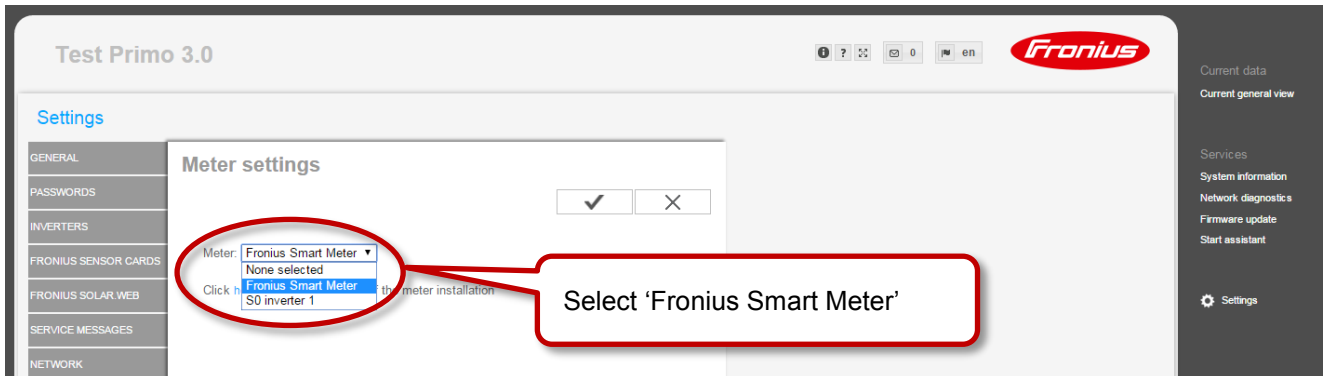 Test Primo 3.0
0
en
Fronius
Current data
Current general view
Settings
GENERAL
Meter settings
Services
System information
PASSWORDS
Network diagnostics
INVERTERS
Firmware update
Start assistant
Meter: Fronius Smart Meter
FRONIUS SENSOR CARDS
None selected
Fronius Smart Meter
Click h the meter installation
S0 inverter 1
FRONIUS SOLAR.WEB
Select ‘Fronius Smart Meter’
Settings
SERVICE MESSAGES
NETWORK